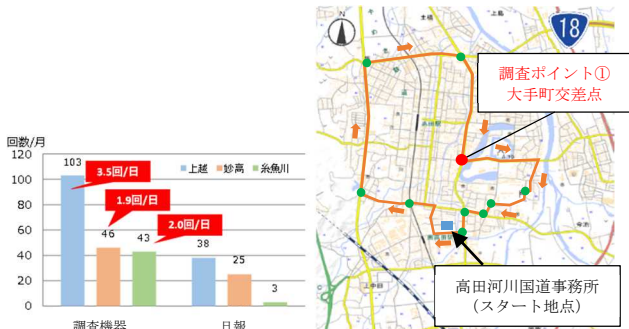 回数/月
120
100
80
60
40
20
0
上越
妙高
糸魚川
103
3.5回/日
46
1.9回/日
43
2.0回/日
38
25
3
調査機器
日報
18
調査ポイント①
大手町交差点
高田河川国道事務所
(スタート地点)